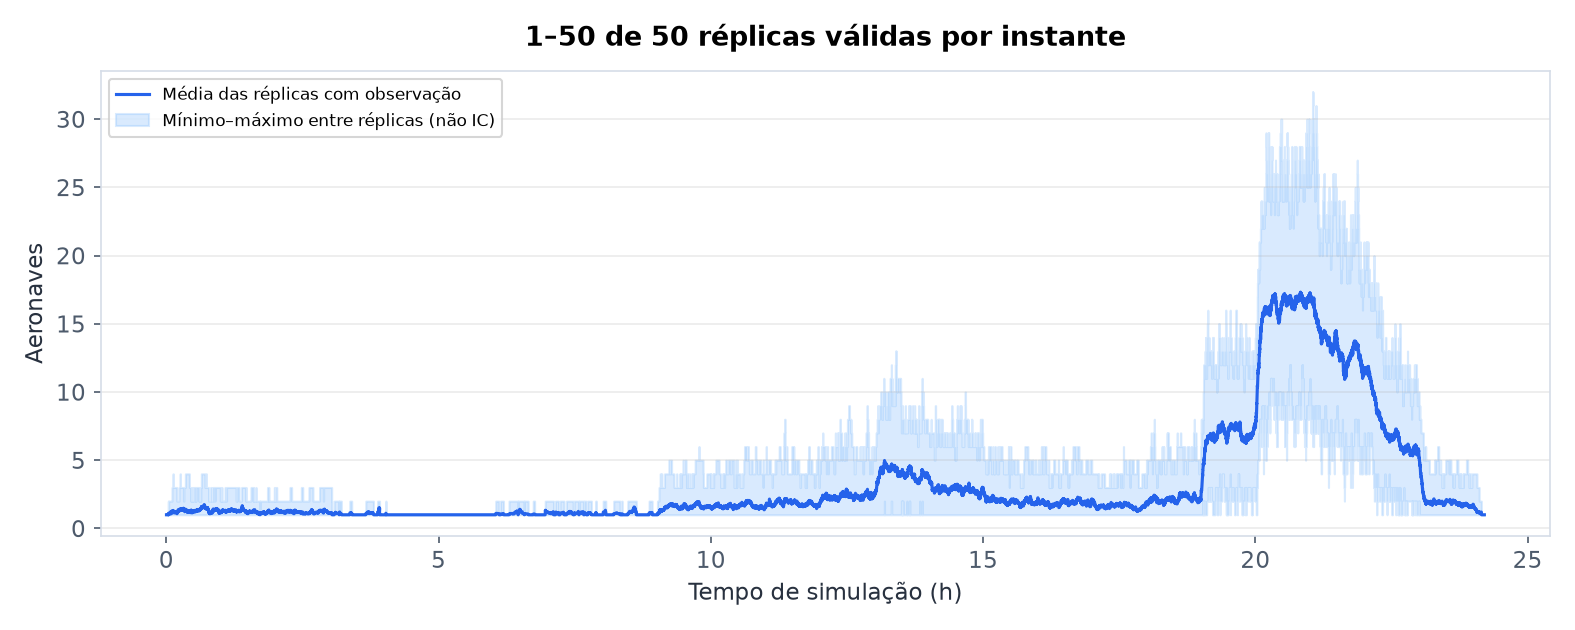 1–50 de 50 réplicas válidas por instante
Média das réplicas com observação
Mínimo–máximo entre réplicas (não IC)
Aeronaves
30
25
20
15
10
5
0
0 5 10 15 20 25
Tempo de simulação (h)